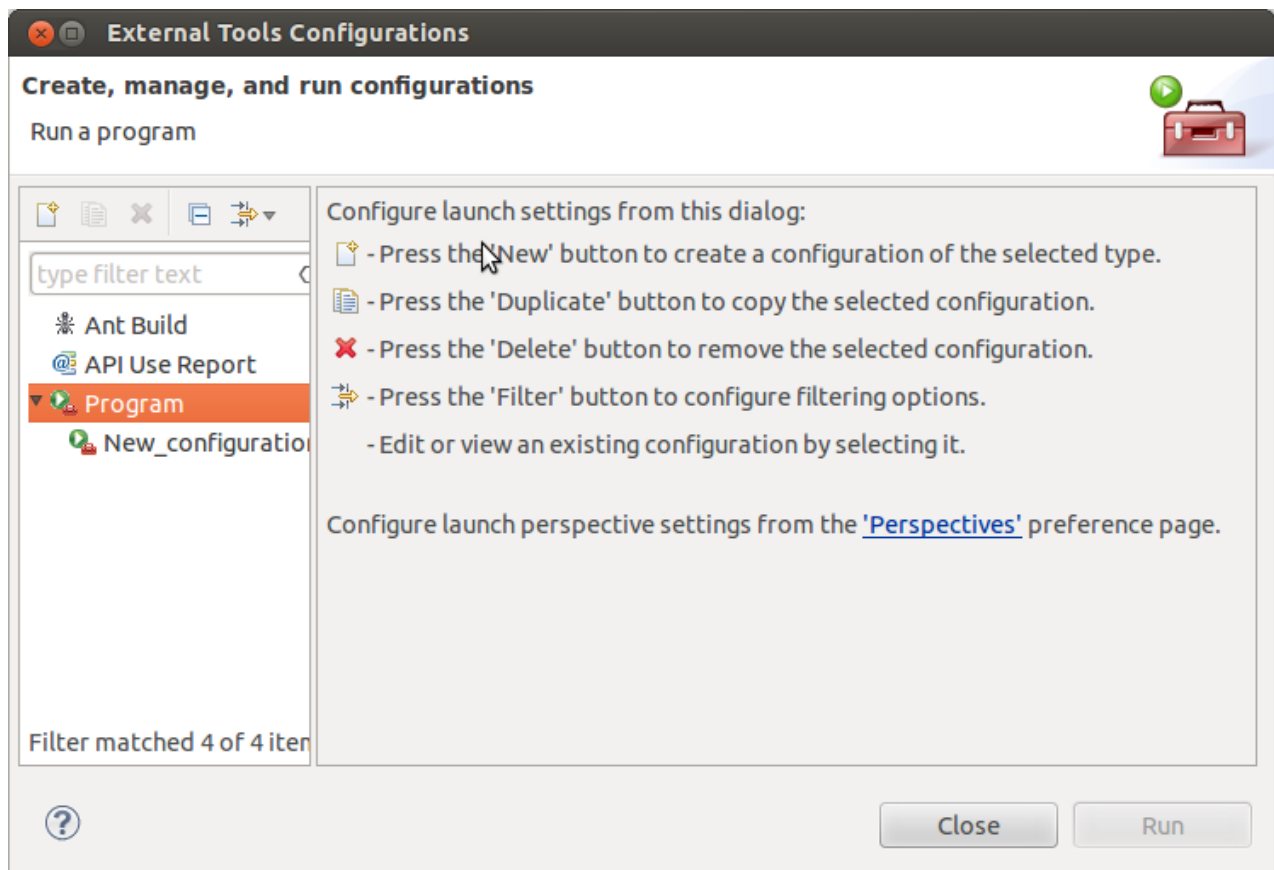 External Tools Configurations
Create, manage, and run configurations
Run a program
type filter text
Ant Build
API Use Report
Program
New_configuration
Filter matched 4 of 4 item
Configure launch settings from this dialog:
- Press the 'New' button to create a configuration of the selected type.
- Press the 'Duplicate' button to copy the selected configuration.
- Press the 'Delete' button to remove the selected configuration.
- Press the 'Filter' button to configure filtering options.
- Edit or view an existing configuration by selecting it.
Configure launch perspective settings from the 'Perspectives' preference page.
Close
Run